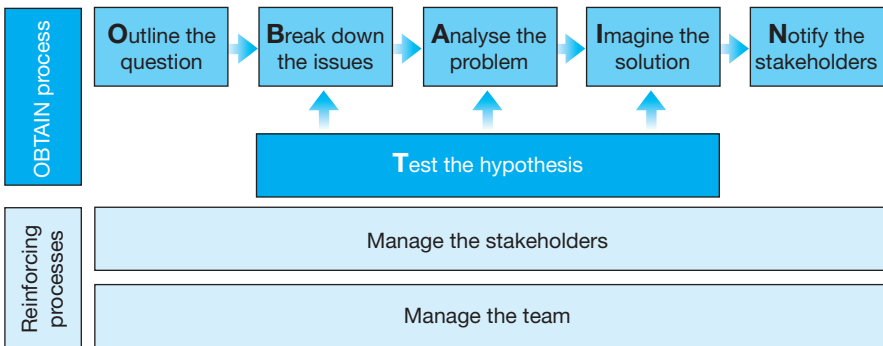 OBTAIN process
Outline the
question
Break down
the issues
Analyse the
problem
Imagine the
solution
Notify the
stakeholders
Test the hypothesis
Reinforcing
processes
Manage the stakeholders
Manage the team